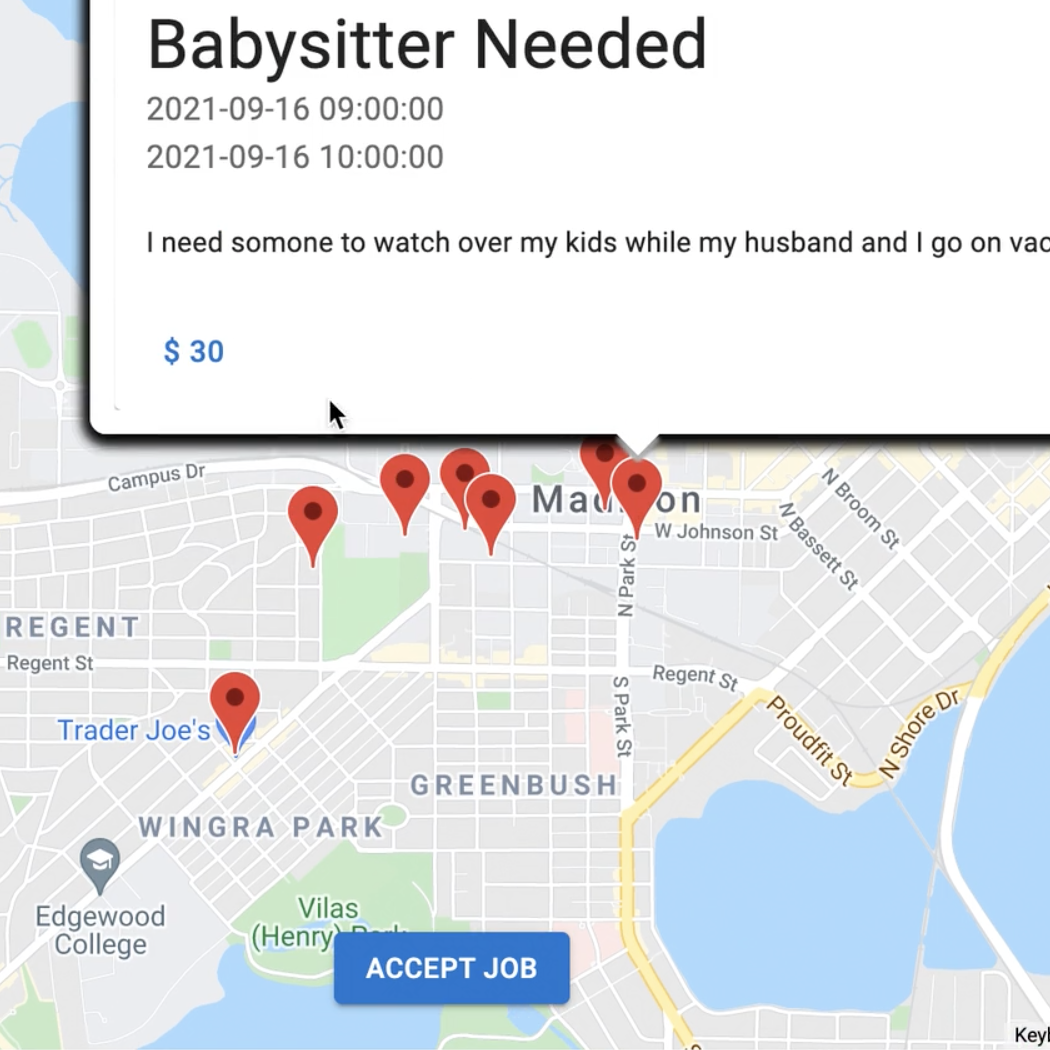 Babysitter Needed
2021-09-16 09:00:00
2021-09-16 10:00:00
I need somone to watch over my kids while my husband and I go on vac
$ 30
Campus Dr
N Broom St
N Bassett St
W Johnson St
N Park St
REGENT
Regent St
Regent St
S Park St
Trader Joe's
Proudfit St
N Shore Dr
GREENBUSH
WINGRA PARK
Edgewood
College
Vilas
(Henry)
ACCEPT JOB
Keyl